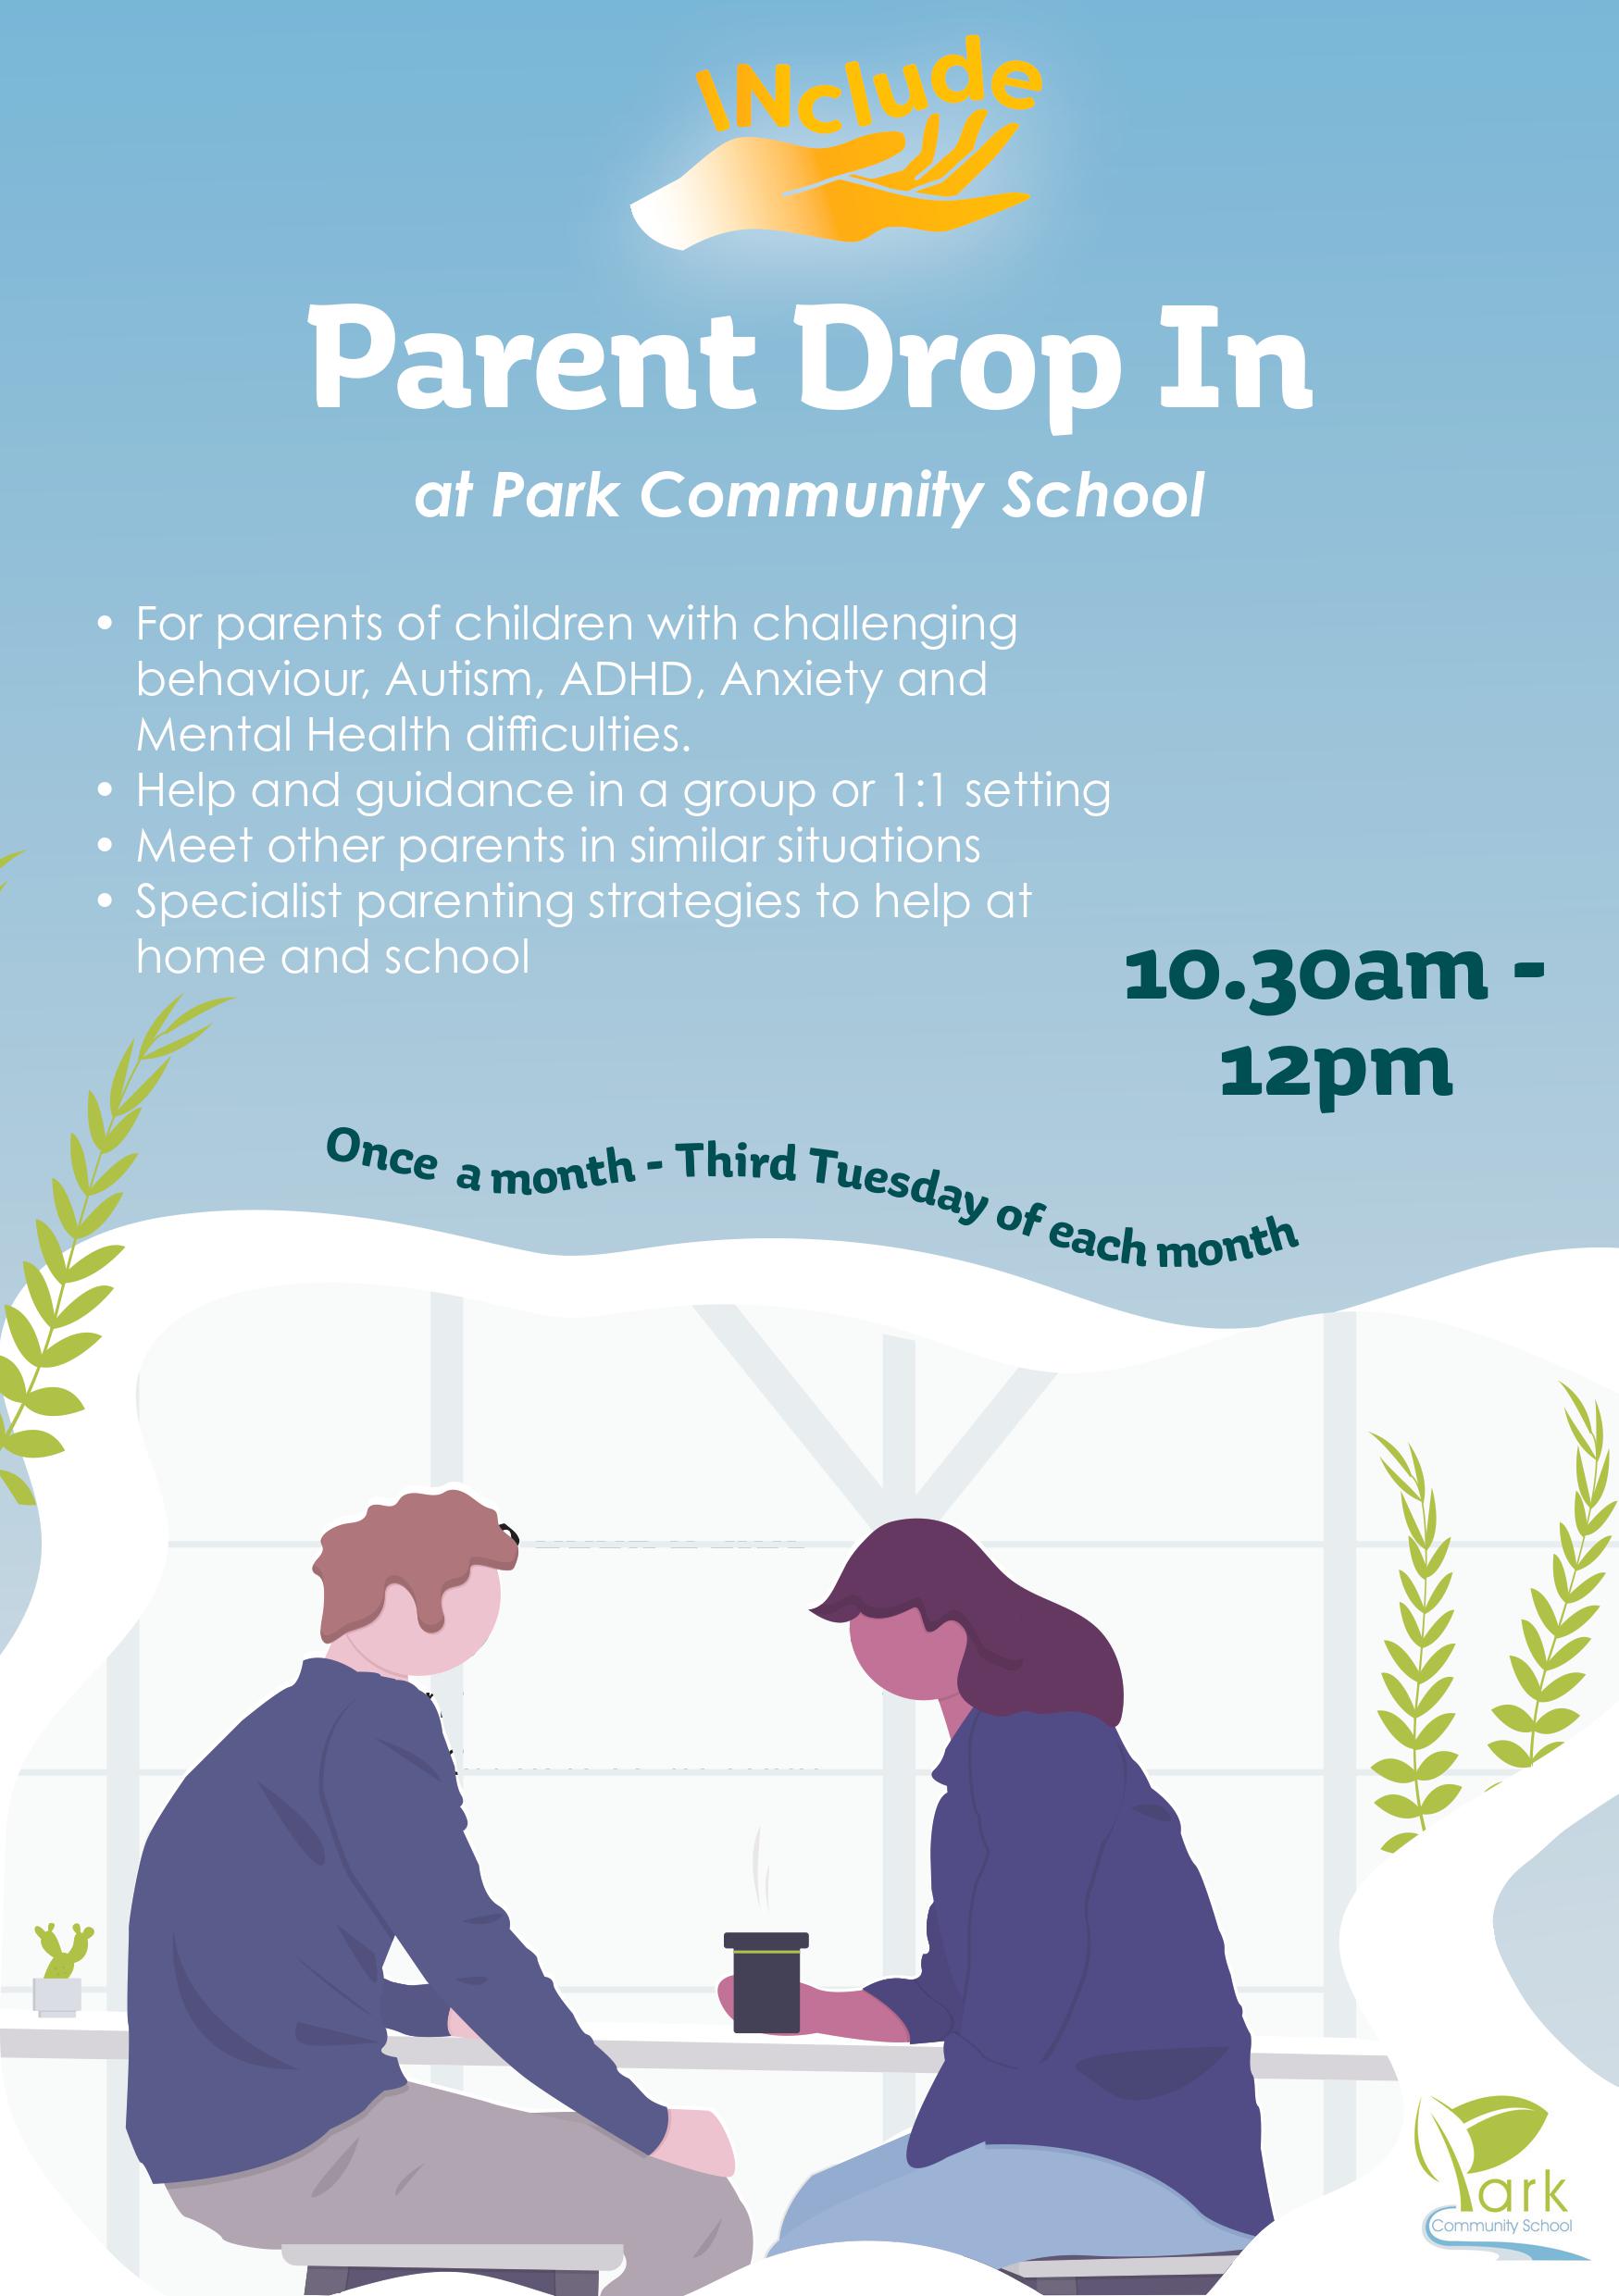 INclude
Parent Drop In
at Park Community School
• For parents of children with challenging
behaviour, Autism, ADHD, Anxiety and
Mental Health difficulties.
• Help and guidance in a group or 1:1 setting
• Meet other parents in similar situations
• Specialist parenting strategies to help at
home and school
10.30am -
12pm
Once a month - Third Tuesday of each month
Park
Community School